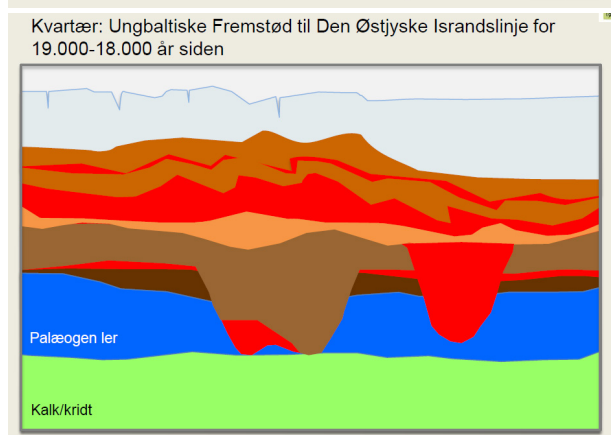 Kvartær: Ungbaltiske Fremstød til Den Østjyske Israndslinje for
19.000-18.000 år siden
Palæogen ler
Kalk/kridt